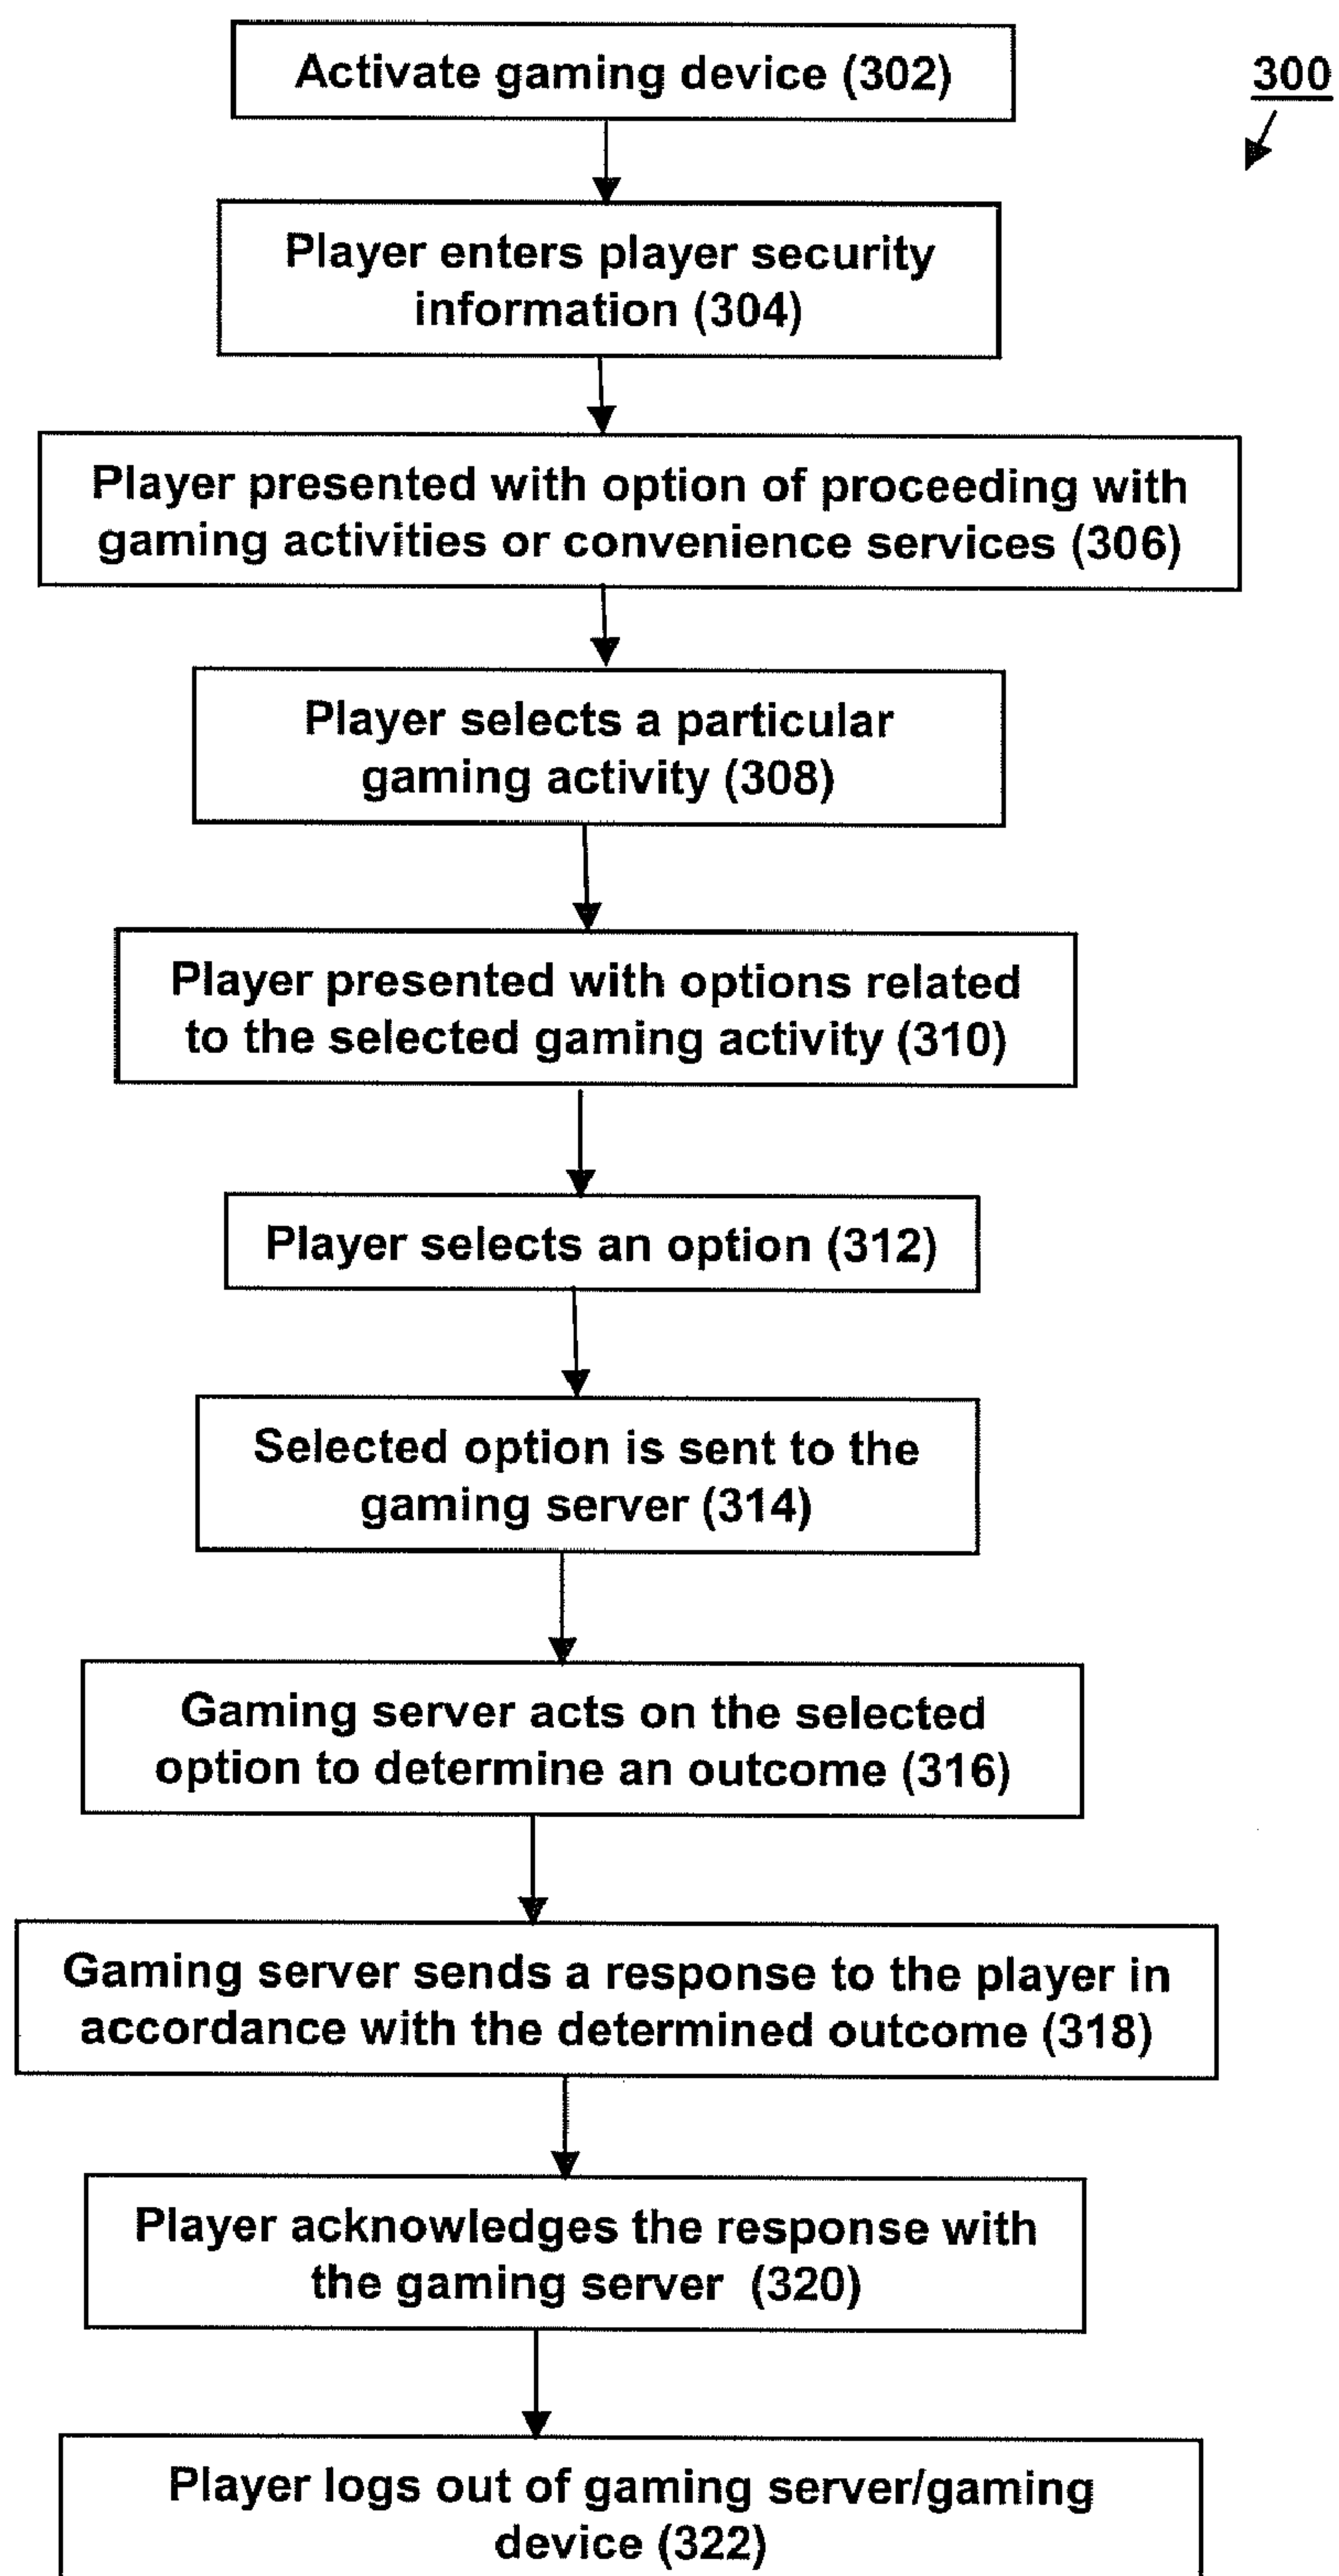 Activate gaming device (302)
300
Player enters player security
information (304)
Player presented with option of proceeding with
gaming activities or convenience services (306)
Player selects a particular
gaming activity (308)
Player presented with options related
to the selected gaming activity (310)
Player selects an option (312)
Selected option is sent to the
gaming server (314)
Gaming server acts on the selected
option to determine an outcome (316)
Gaming server sends a response to the player in
accordance with the determined outcome (318)
Player acknowledges the response with
the gaming server (320)
Player logs out of gaming server/gaming
device (322)